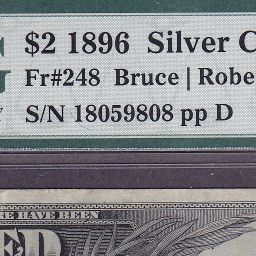 $2 1896 Silver C
Fr#248 Bruce | Robe
S/N 18059808 pp D
HAVE BEEN